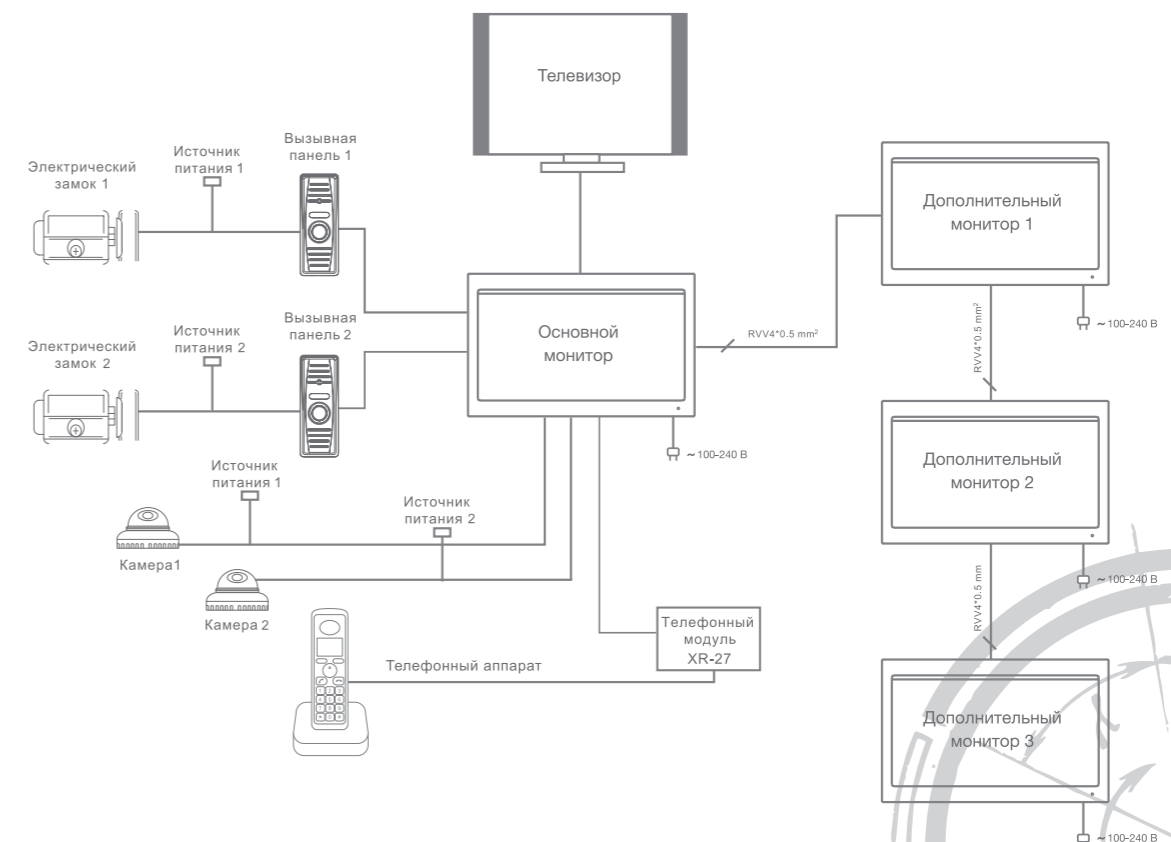 Телевизор
Электрический
замок 1
Источник
питания 1
Вызывная
панель 1
Дополнительный
монитор 1
~100-240 В
Электрический
замок 2
Источник
питания 2
Вызывная
панель 2
Основной
монитор
RVV4*0.5 mm²
RVV4*0.5 mm²
~100-240 В
Дополнительный
монитор 2
~100-240 В
Источник
питания 1
Источник
питания 2
Камера1
Камера 2
Телефонный аппарат
Телефонный
модуль
XR-27
RVV4*0.5 mm
Дополнительный
монитор 3
~100-240 В